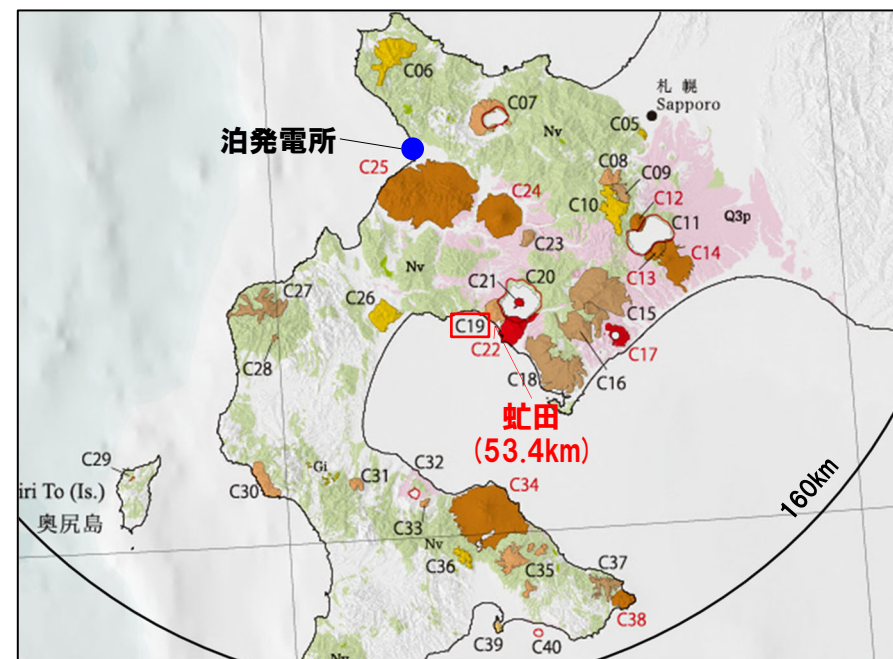 C06
C07
札幌
Sapporo
Nv
C05
泊発電所
C25
C08
C09
C24
C12
C10
C11
Q3p
C23
C14
C13
Nv
C21
C20
C27
C26
C15
C19
C22
C17
C28
C18
C16
虻田
(53.4km)
C29
C32
Gi
C31
C34
iri To (Is.)
C30
160km
奥尻島
C33
Nv
C36
C35
C37
C38
C39
C40
Nv